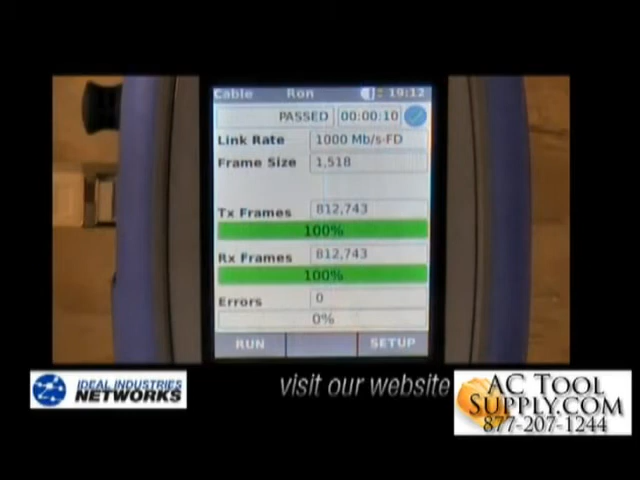 Cable Ron 19:12
PASSED 00:00:10
Link Rate 1000 Mb/s-FD
Frame Size 1,518
Tx Frames 812,743
100%
Rx Frames 812,743
100%
Errors 0
0%
RUN SETUP
IDEAL INDUSTRIES
NETWORKS
visit our website
AC TOOL
SUPPLY.COM
877-207-1244